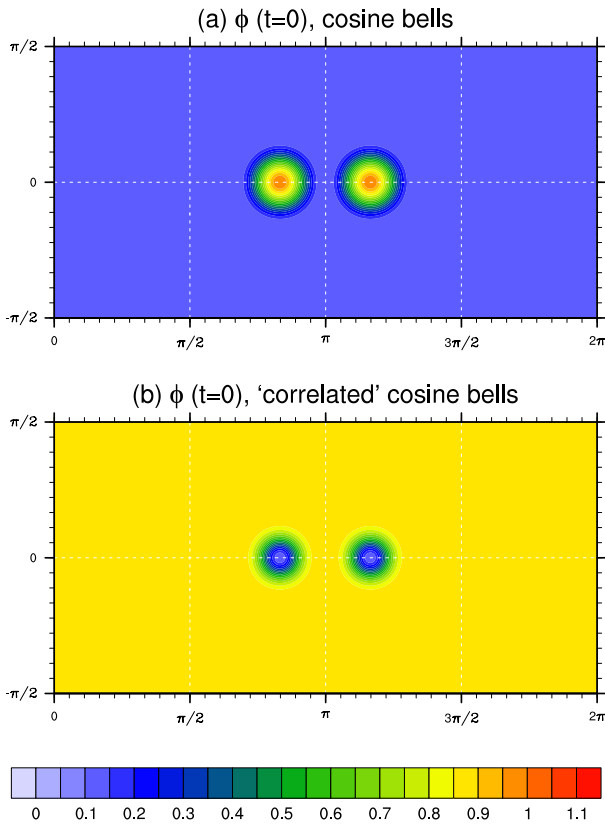 (a) ϕ (t=0), cosine bells
π/2
0
-π/2
0 π/2 π 3π/2 2π
(b) ϕ (t=0), ‘correlated’ cosine bells
π/2
0
-π/2
0 π/2 π 3π/2 2π
0 0.1 0.2 0.3 0.4 0.5 0.6 0.7 0.8 0.9 1 1.1